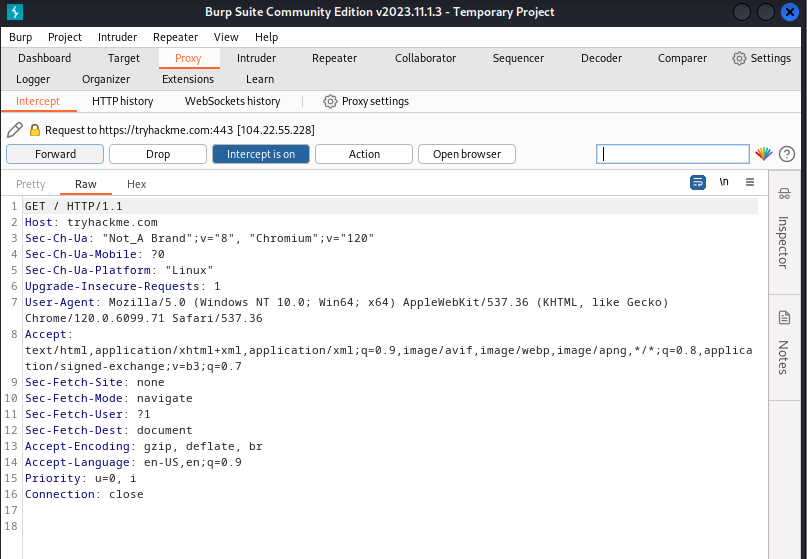 Burp Suite Community Edition v2023.11.1.3 - Temporary Project
Burp Project Intruder Repeater View Help
Dashboard Target Proxy Intruder Repeater Collaborator Sequencer Decoder Comparer Settings
Logger Organizer Extensions Learn
Intercept HTTP history WebSockets history Proxy settings
Request to https://tryhackme.com:443 [104.22.55.228]
Forward Drop Intercept is on Action Open browser
Pretty Raw Hex \n
1 GET / HTTP/1.1
2 Host: tryhackme.com
3 Sec-Ch-Ua: "Not_A Brand";v="8", "Chromium";v="120"
4 Sec-Ch-Ua-Mobile: ?0
5 Sec-Ch-Ua-Platform: "Linux"
6 Upgrade-Insecure-Requests: 1
7 User-Agent: Mozilla/5.0 (Windows NT 10.0; Win64; x64) AppleWebKit/537.36 (KHTML, like Gecko)
Chrome/120.0.6099.71 Safari/537.36
8 Accept:
text/html,application/xhtml+xml,application/xml;q=0.9,image/avif,image/webp,image/apng,*/*;q=0.8,applica
tion/signed-exchange;v=b3;q=0.7
9 Sec-Fetch-Site: none
10 Sec-Fetch-Mode: navigate
11 Sec-Fetch-User: ?1
12 Sec-Fetch-Dest: document
13 Accept-Encoding: gzip, deflate, br
14 Accept-Language: en-US,en;q=0.9
15 Priority: u=0, i
16 Connection: close
17
18
Inspector
Notes